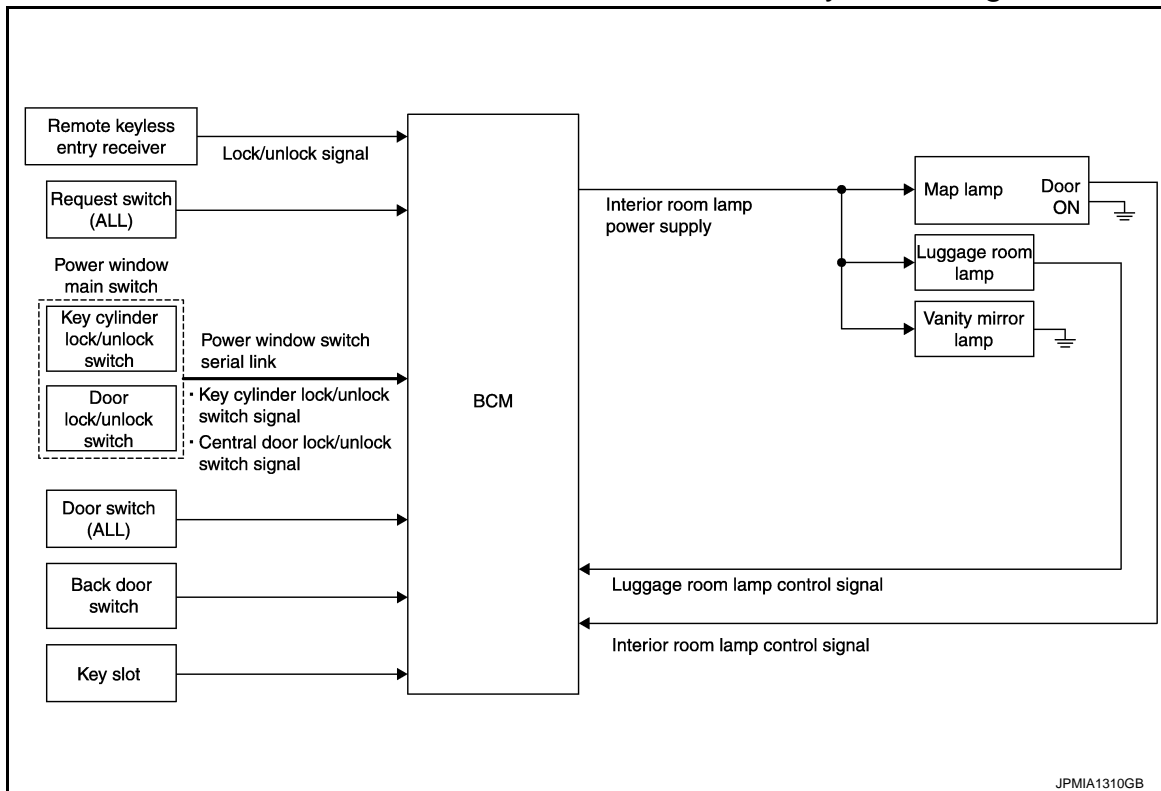 Remote keyless
entry receiver
Lock/unlock signal
Request switch
(ALL)
Power window
main switch
Key cylinder
lock/unlock
switch
Door
lock/unlock
switch
Power window switch
serial link
· Key cylinder lock/unlock
switch signal
· Central door lock/unlock
switch signal
Door switch
(ALL)
Back door
switch
Key slot
BCM
Interior room lamp
power supply
Map lamp
Door
ON
Luggage room
lamp
Vanity mirror
lamp
Luggage room lamp control signal
Interior room lamp control signal
JPMIA1310GB